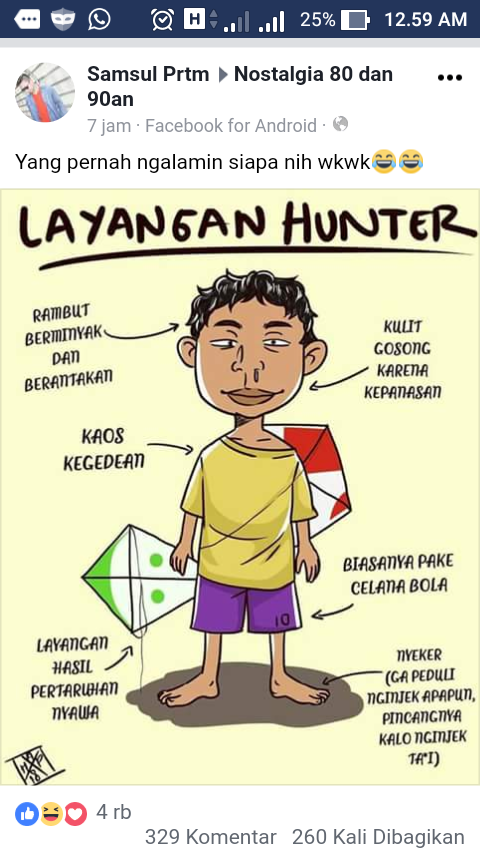 25% 12.59 AM
Samsul Prtm ▸ Nostalgia 80 dan
90an
7 jam · Facebook for Android ·
Yang pernah ngalamin siapa nih wkwk😂😂
LAYANGAN HUNTER
RAMBUT
BERMINYAK
DAN
BERANTAKAN
KULIT
GOSONG
KARENA
KEPANASAN
KAOS
KEGEDEAN
BIASANYA PAKE
CELANA BOLA
10
LAYANGAN
HASIL
PERTARUHAN
NYAWA
NYEKER
(GA PEDULI
NGINJEK APAPUN,
PINCANGNYA
KALO NGINJEK
TA*I)
4 rb
329 Komentar 260 Kali Dibagikan